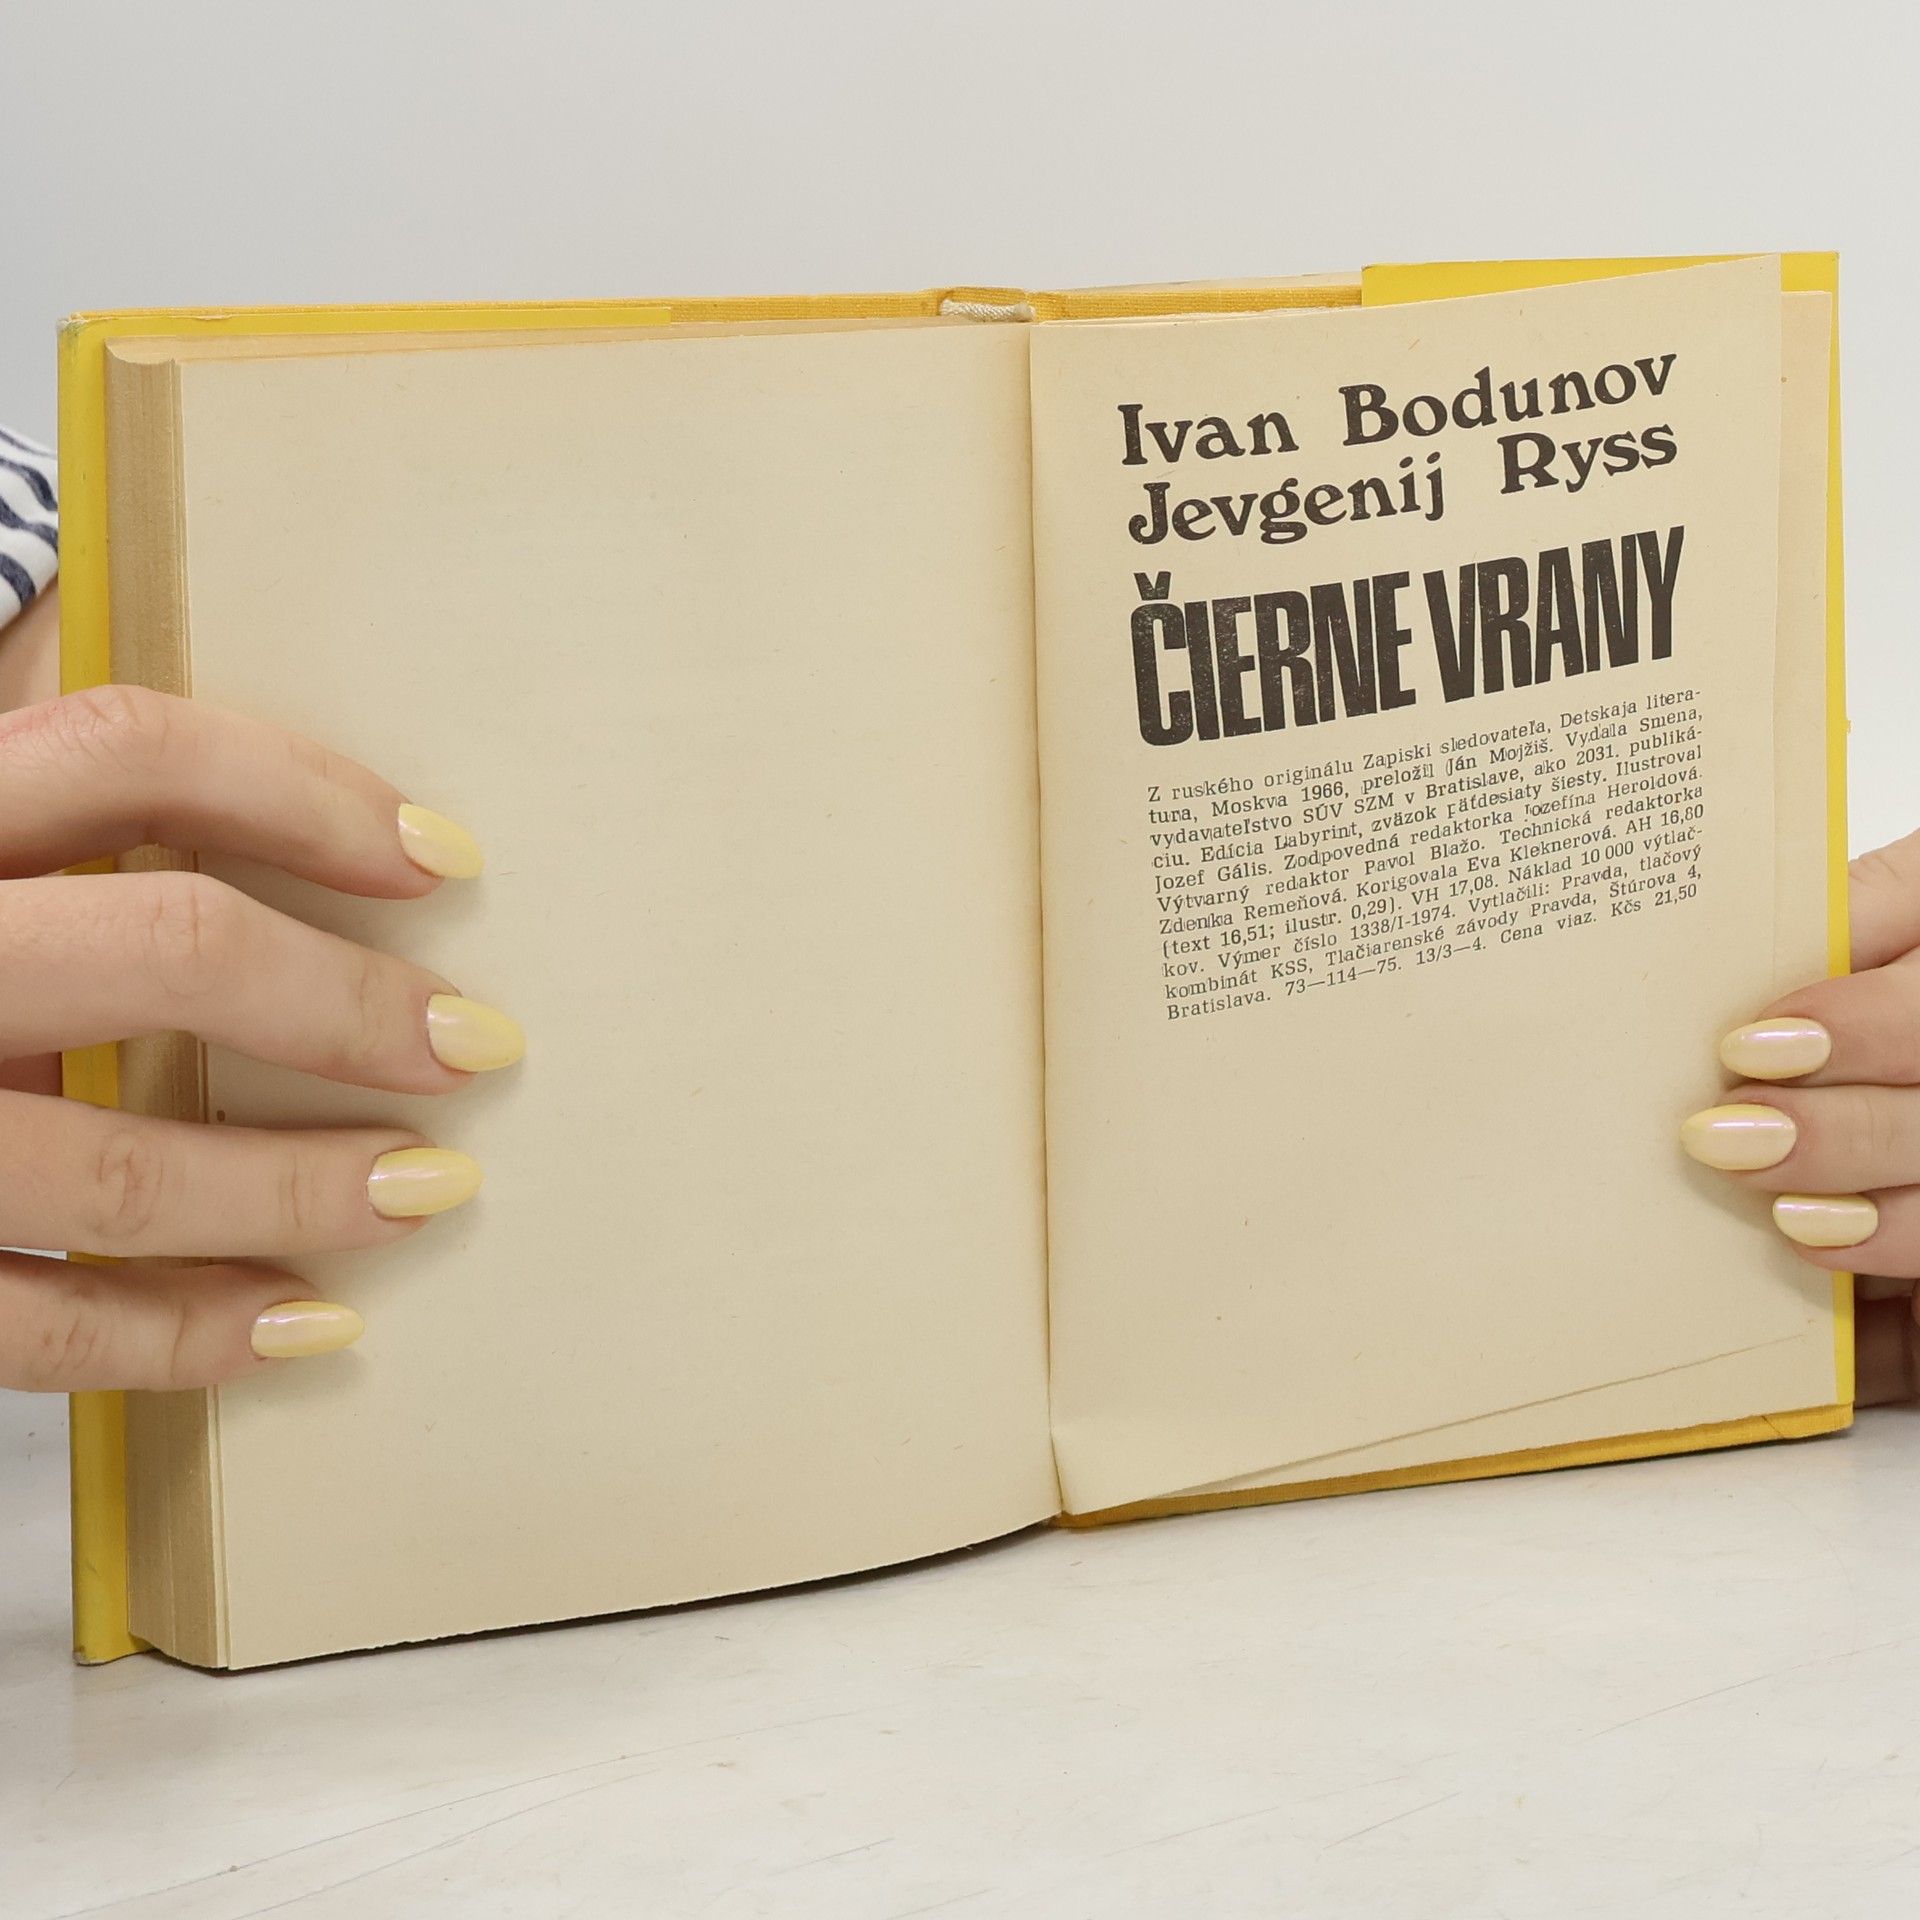 Ivan Bodunov
Jevgenij Ryss
ČIERNE VRANY
Z ruského originálu Zapiski sledovateľa, Detskaja litera-
tura, Moskva 1966, preložil Ján Mojžiš. Vydala Smena,
vydavateľstvo SÚV SZM v Bratislave, ako 2031. publiká-
ciu. Edícia Labyrint, zväzok päťdesiaty šiesty. Ilustroval
Jozef Gális. Zodpovedná redaktorka Jozefína Heroldová.
Výtvarný redaktor Pavol Blažo. Technická redaktorka
Zdenka Remeňová. Korigovala Eva Kleknerová. AH 16,80
(text 16,51; ilustr. 0,29). VH 17,08. Náklad 10 000 výtlač-
kov. Výmer číslo 1338/I-1974. Vytlačili: Pravda, tlačový
kombinát KSS, Tlačiarenské závody Pravda, Štúrova 4,
Bratislava. 73—114—75. 13/3—4. Cena viaz. Kčs 21,50